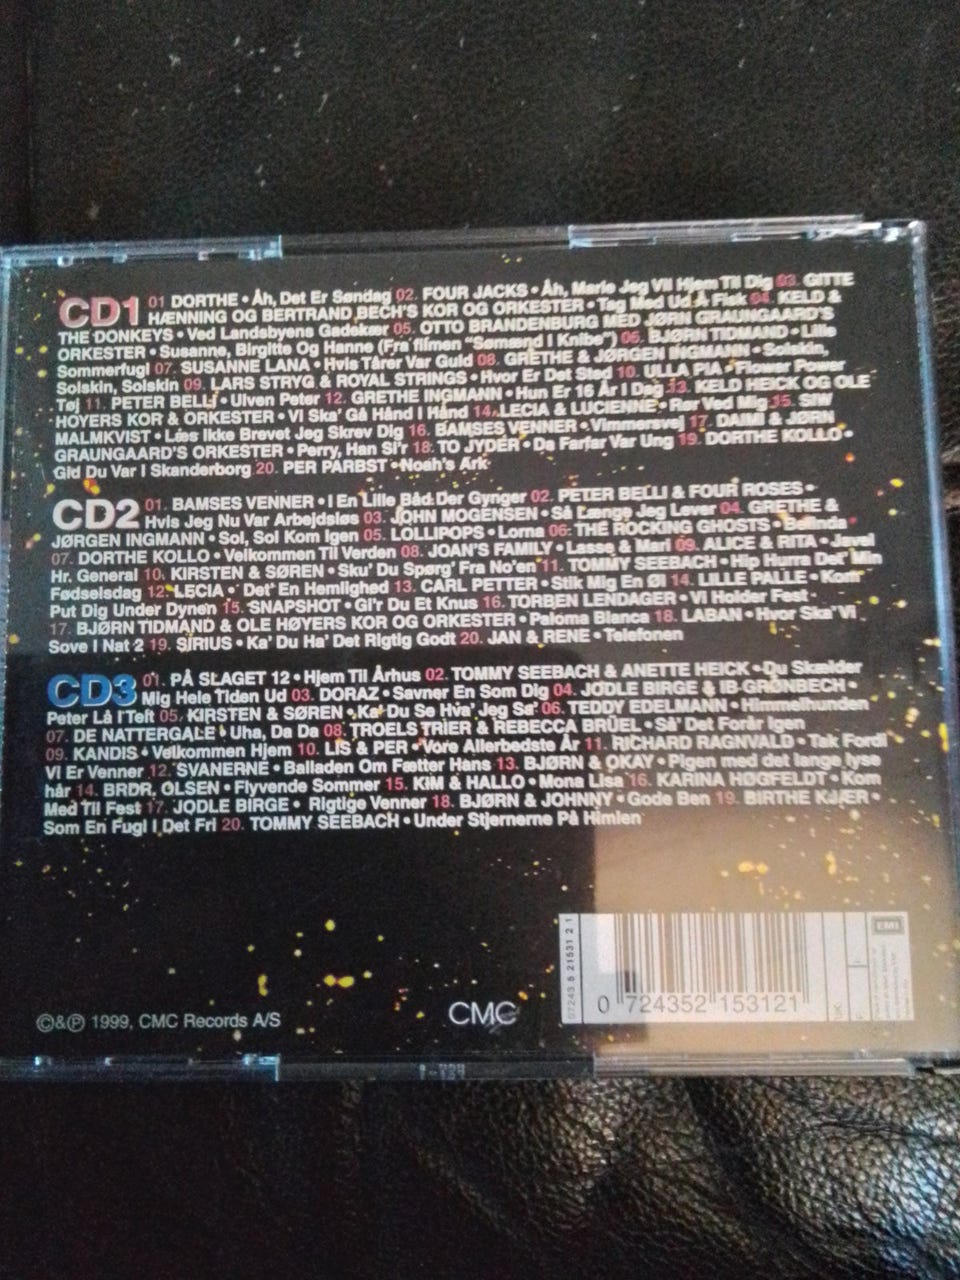 CD1 01 DORTHE • Åh, Det Er Søndag 02. FOUR JACKS • Åh, Marie Jeg Vil Hjem Til Dig 03. GITTE
HÆNNING OG BERTRAND BECH'S KOR OG ORKESTER • Tag Med Ud Å Fisk 04. KELD &
THE DONKEYS • Ved Landsbyens Gadekær 05. OTTO BRANDENBURG MED JØRN GRAUNGAARD'S
ORKESTER • Susanne, Birgitte Og Hanne (Fra filmen "Sømænd I Knibe") 06. BJØRN TIDMAND • Lille
Sommerfugl 07. SUSANNE LANA • Hvis Tårer Var Guld 08. GRETHE & JØRGEN INGMANN • Solskin,
Solskin, Solskin 09. LARS STRYG & ROYAL STRINGS • Hvor Er Det Sted 10. ULLA PIA • Flower Power
Tøj 11. PETER BELLI • Ulven Peter 12. GRETHE INGMANN • Hun Er 16 År I Dag 13. KELD HEICK OG OLE
HOYERS KOR & ORKESTER • Vi Ska' Gå Hånd I Hånd 14. LECIA & LUCIENNE • Rør Ved Mig 15. SIW
MALMKVIST • Læs Ikke Brevet Jeg Skrev Dig 16. BAMSES VENNER • Vimmersvej 17. DAIMI & JØRN
GRAUNGAARD'S ORKESTER • Perry, Han Si'r 18. TO JYDER • Da Farfar Var Ung 19. DORTHE KOLLO •
Gid Du Var I Skanderborg 20. PER PARBST • Noah's Ark
CD2 01. BAMSES VENNER • I En Lille Båd Der Gynger 02. PETER BELLI & FOUR ROSES •
Hvis Jeg Nu Var Arbejdsløs 03. JOHN MOGENSEN • Så Længe Jeg Lever 04. GRETHE &
JØRGEN INGMANN • Sol, Sol Kom Igen 05. LOLLIPOPS • Lorna 06. THE ROCKING GHOSTS • Belinda
07. DORTHE KOLLO • Velkommen Til Verden 08. JOAN'S FAMILY • Lasse & Mari 09. ALICE & RITA • Javel
Hr. General 10. KIRSTEN & SØREN • Sku' Du Spørg' Fra No'en 11. TOMMY SEEBACH • Hip Hurra Det' Min
Fødselsdag 12. LECIA • Det' En Hemlighed 13. CARL PETTER • Stik Mig En Øl 14. LILLE PALLE • Kom
Put Dig Under Dynen 15. SNAPSHOT • Gi'r Du Et Knus 16. TORBEN LENDAGER • Vi Holder Fest
17. BJØRN TIDMAND & OLE HØYERS KOR OG ORKESTER • Paloma Blanca 18. LABAN • Hvor Ska' Vi
Sove I Nat 2 19. SIRIUS • Ka' Du Ha' Det Rigtig Godt 20. JAN & RENE • Telefonen
CD3 01. PÅ SLAGET 12 • Hjem Til Århus 02. TOMMY SEEBACH & ANETTE HEICK • Du Skælder
Mig Hele Tiden Ud 03. DORAZ • Savner En Som Dig 04. JODLE BIRGE & IB GRØNBECH •
Peter Lå I Telt 05. KIRSTEN & SØREN • Ka' Du Se Hva' Jeg Sa' 06. TEDDY EDELMANN • Himmelhunden
07. DE NATTERGALE • Uha, Da Da 08. TROELS TRIER & REBECCA BRÜEL • Så' Det Forår Igen
09. KANDIS • Velkommen Hjem 10. LIS & PER • Vore Allerbedste År 11. RICHARD RAGNVALD • Tak Fordi
Vi Er Venner 12. SVANERNE • Balladen Om Fætter Hans 13. BJØRN & OKAY • Pigen med det lange lyse
hår 14. BRDR. OLSEN • Flyvende Sommer 15. KIM & HALLO • Mona Lisa 16. KARINA HØGFELDT • Kom
Med Til Fest 17. JODLE BIRGE • Rigtige Venner 18. BJØRN & JOHNNY • Gode Ben 19. BIRTHE KJÆR •
Som En Fugl I Det Fri 20. TOMMY SEEBACH • Under Stjernerne På Himlen
©&℗ 1999, CMC Records A/S
CMC
07243 5 21531 2 1
0 724352 153121
EMI